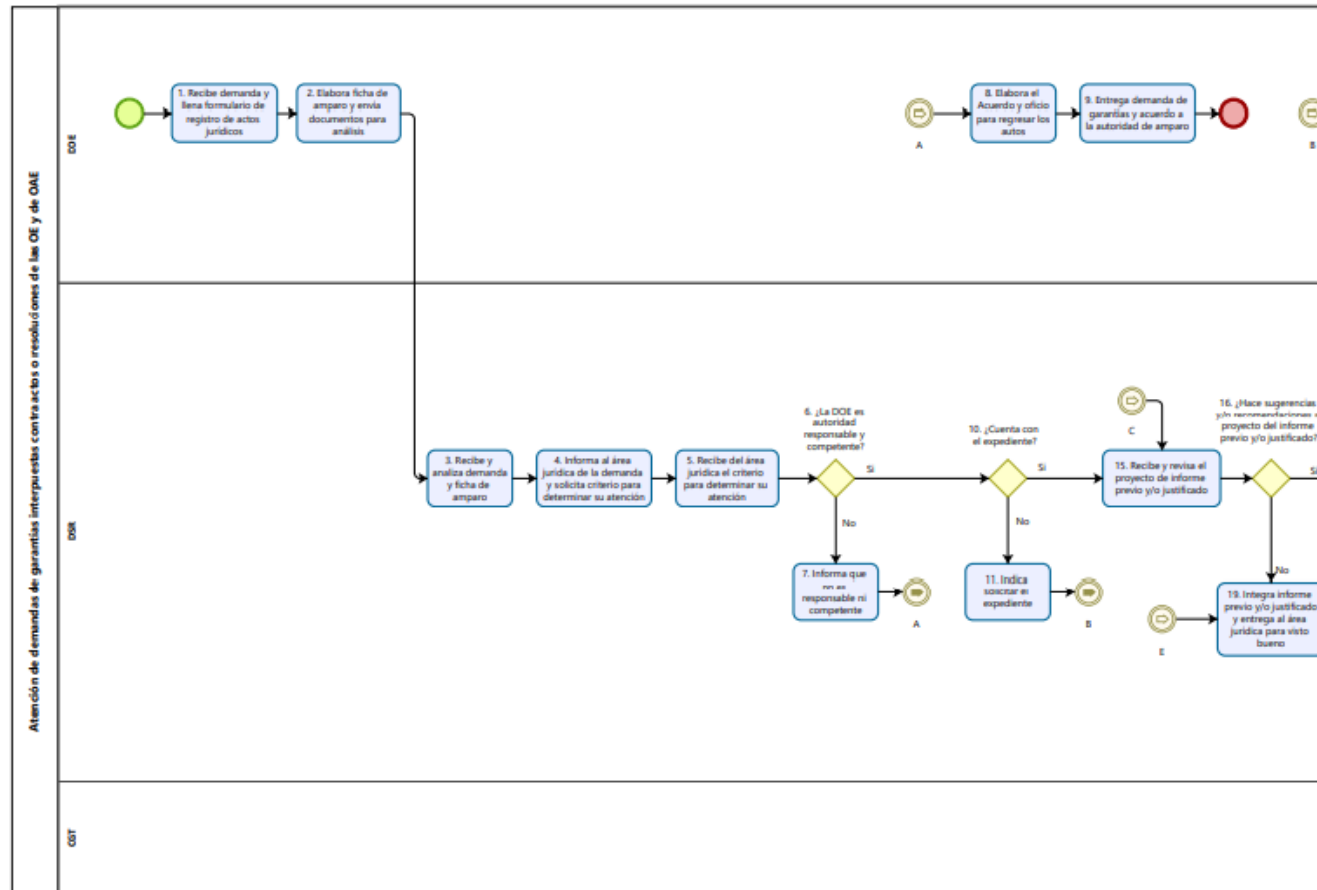 Atención de demandas de garantías interpuestas contra actos o resoluciones de las OE y de OAE
EOE
1. Recibe demanda y
llena formulario de
registro de actos
jurídicos
2. Elabora ficha de
amparo y envía
documentos para
análisis
A
8. Elabora el
Acuerdo y oficio
para regresar los
autos
9. Entrega demanda de
garantías y acuerdo a
la autoridad de amparo
B
DSR
3. Recibe y
analiza demanda
y ficha de
amparo
4. Informa al área
jurídica de la demanda
y solicita criterio para
determinar su atención
5. Recibe del área
jurídica el criterio
para determinar su
atención
6. ¿La DOE es
autoridad
responsable y
competente?
Si
No
7. Informa que
no es
responsable ni
competente
A
10. ¿Cuenta con
el expediente?
Si
No
11. Indica
solicitar el
expediente
B
C
15. Recibe y revisa el
proyecto de informe
previo y/o justificado
16. ¿Hace sugerencias
y/o recomendaciones
proyecto del informe
previo y/o justificado?
Si
No
E
19. Integra informe
previo y/o justificado
y entrega al área
jurídica para visto
bueno
CGT